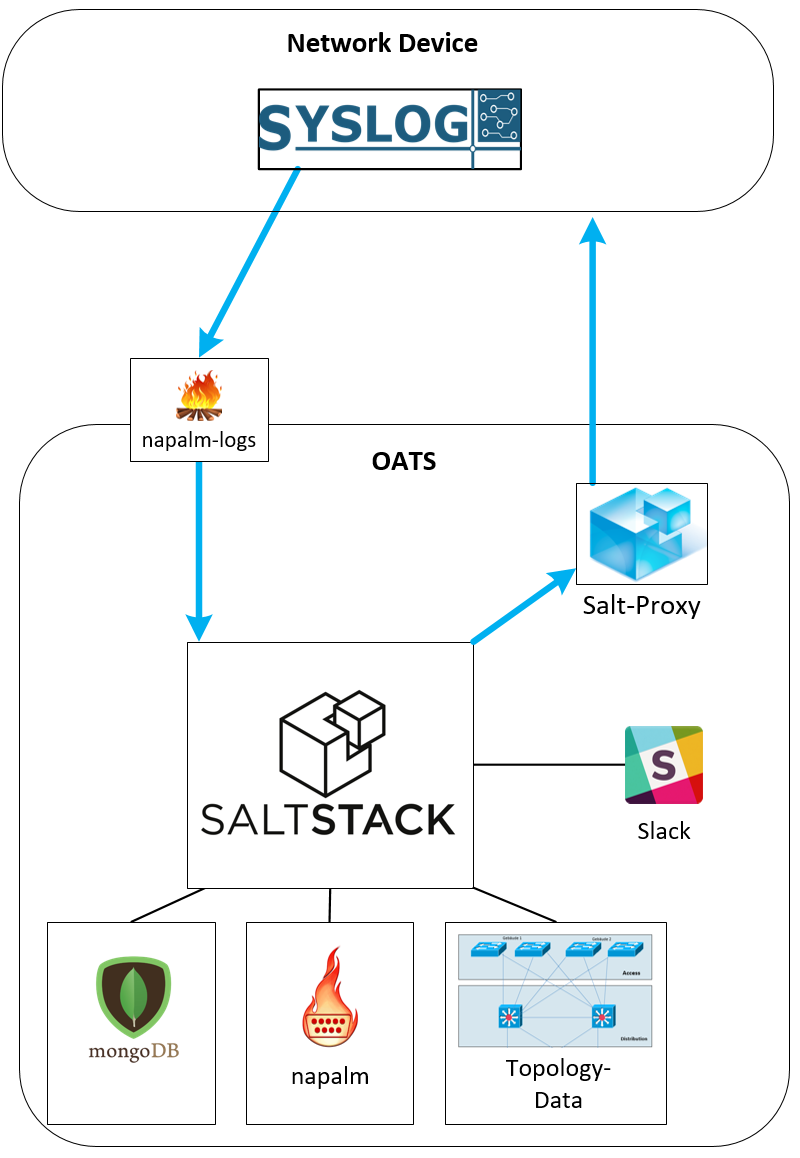 Network Device
SYSLOG
napalm-logs
OATS
Salt-Proxy
SALTSTACK
S
Slack
mongoDB
napalm
Gebäude 1
Gebäude 2
Access
Distribution
Topology-
Data